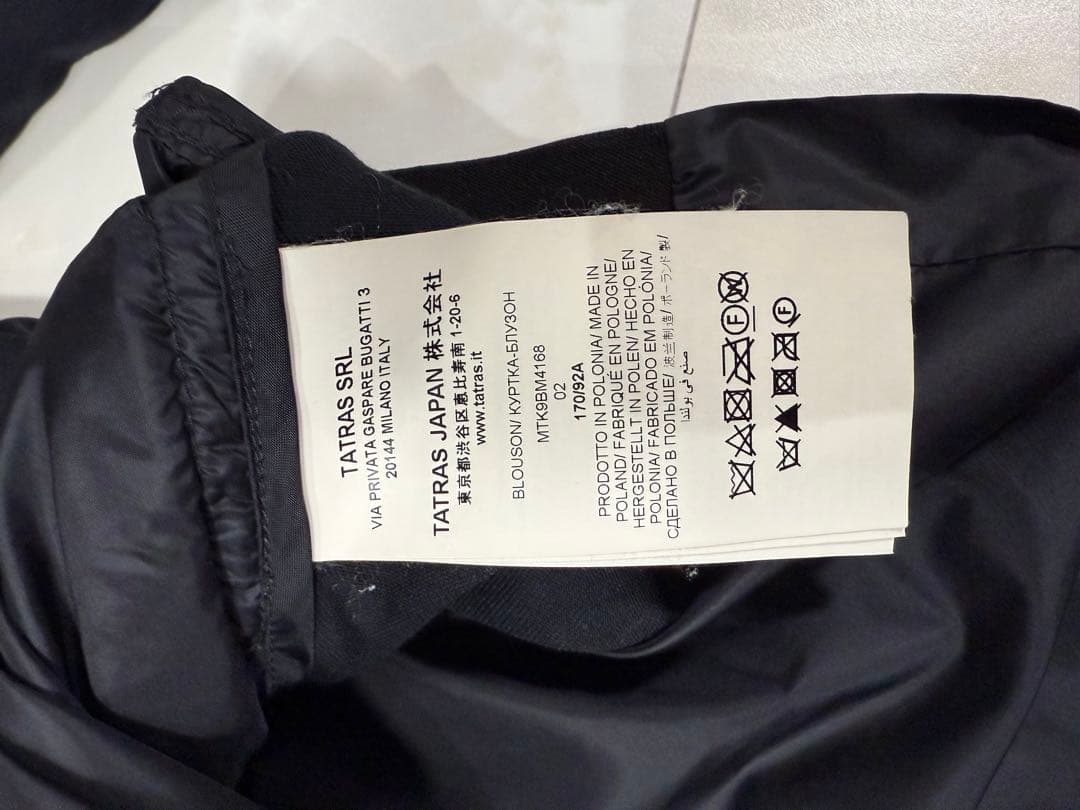 TATRAS SRL
VIA PRIVATA GASPARE BUGATTI 3
20144 MILANO ITALY
TATRAS JAPAN 株式会社
東京都渋谷区恵比寿南 1-20-6
www.tatras.it
BLOUSON/ КУРТКА-БЛУЗОН
MTK9BM4168
02
170/92A
PRODOTTO IN POLONIA/ MADE IN
POLAND/ FABRIQUÉ EN POLOGNE/
HERGESTELLT IN POLEN/ HECHO EN
POLONIA/ FABRICADO EM POLÓNIA/
СДЕЛАНО В ПОЛЬШЕ/ 波兰制造/ ポーランド 製/
صنع في بولندا
F W
F